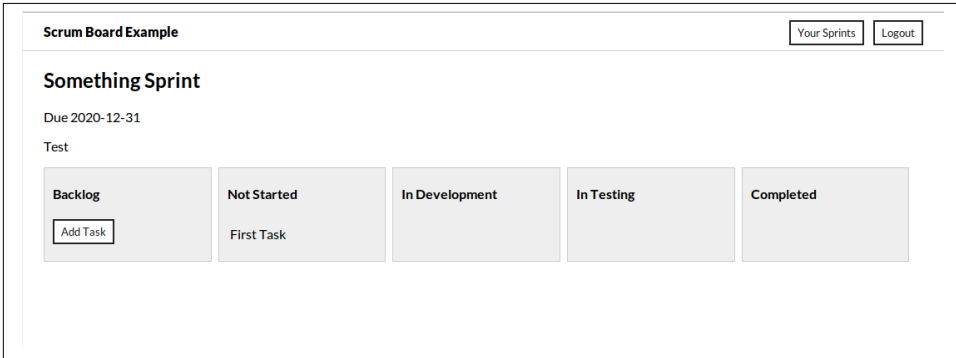 Scrum Board Example
Your Sprints
Logout
Something Sprint
Due 2020-12-31
Test
Backlog
Not Started
In Development
In Testing
Completed
Add Task
First Task